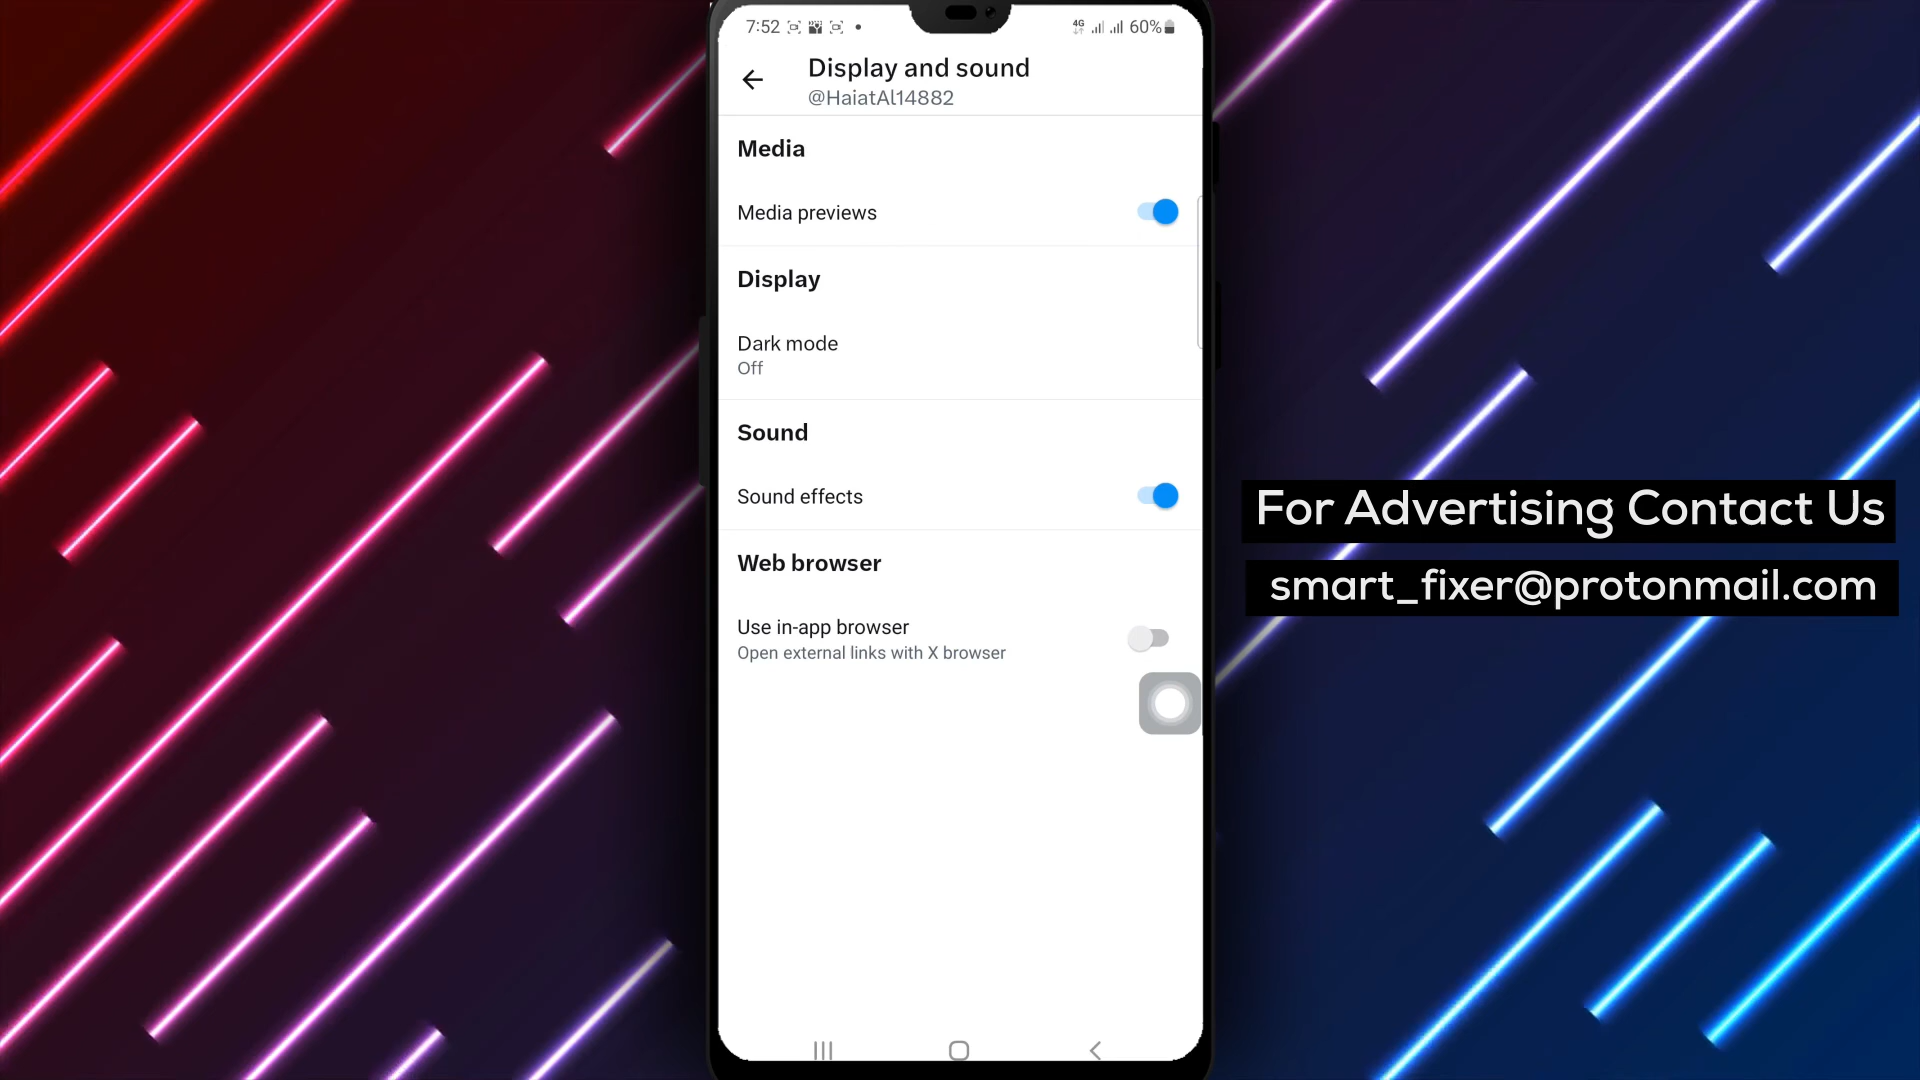 7:52
4G 60%
Display and sound
@HaiatAl14882
Media
Media previews
Display
Dark mode
Off
Sound
Sound effects
Web browser
Use in-app browser
Open external links with X browser
For Advertising Contact Us
smart_fixer@protonmail.com